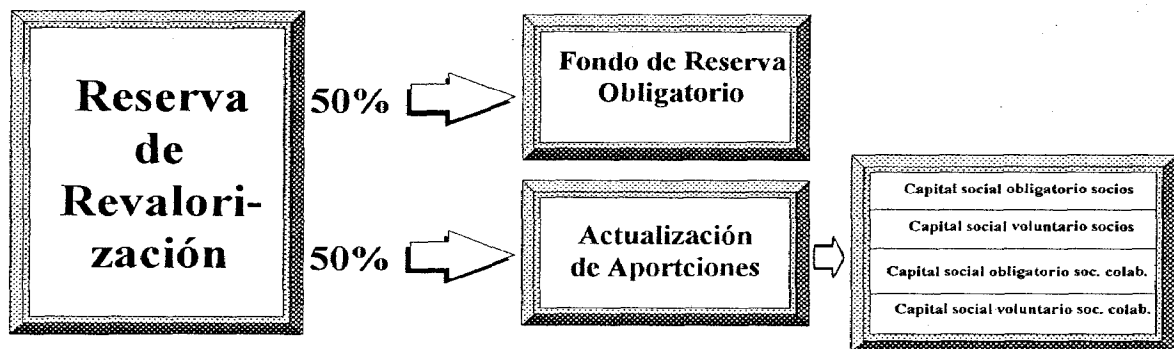 Reserva
de
Revalori-
zación
50%
Fondo de Reserva
Obligatorio
50%
Actualización
de Aportciones
Capital social obligatorio socios
Capital social voluntario socios
Capital social obligatorio soc. colab.
Capital social voluntario soc. colab.